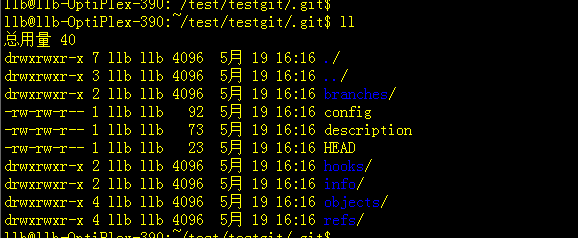 llb@llb-OptiPlex-390:~/test/testgit/.git$
llb@llb-OptiPlex-390:~/test/testgit/.git$ ll
总用量 40
drwxrwxr-x 7 llb llb 4096 5月 19 16:16 ./
drwxrwxr-x 3 llb llb 4096 5月 19 16:16 ../
drwxrwxr-x 2 llb llb 4096 5月 19 16:16 branches/
-rw-rw-r-- 1 llb llb 92 5月 19 16:16 config
-rw-rw-r-- 1 llb llb 73 5月 19 16:16 description
-rw-rw-r-- 1 llb llb 23 5月 19 16:16 HEAD
drwxrwxr-x 2 llb llb 4096 5月 19 16:16 hooks/
drwxrwxr-x 2 llb llb 4096 5月 19 16:16 info/
drwxrwxr-x 4 llb llb 4096 5月 19 16:16 objects/
drwxrwxr-x 4 llb llb 4096 5月 19 16:16 refs/
llb@llb-OptiPlex-390:~/test/testgit/.git$